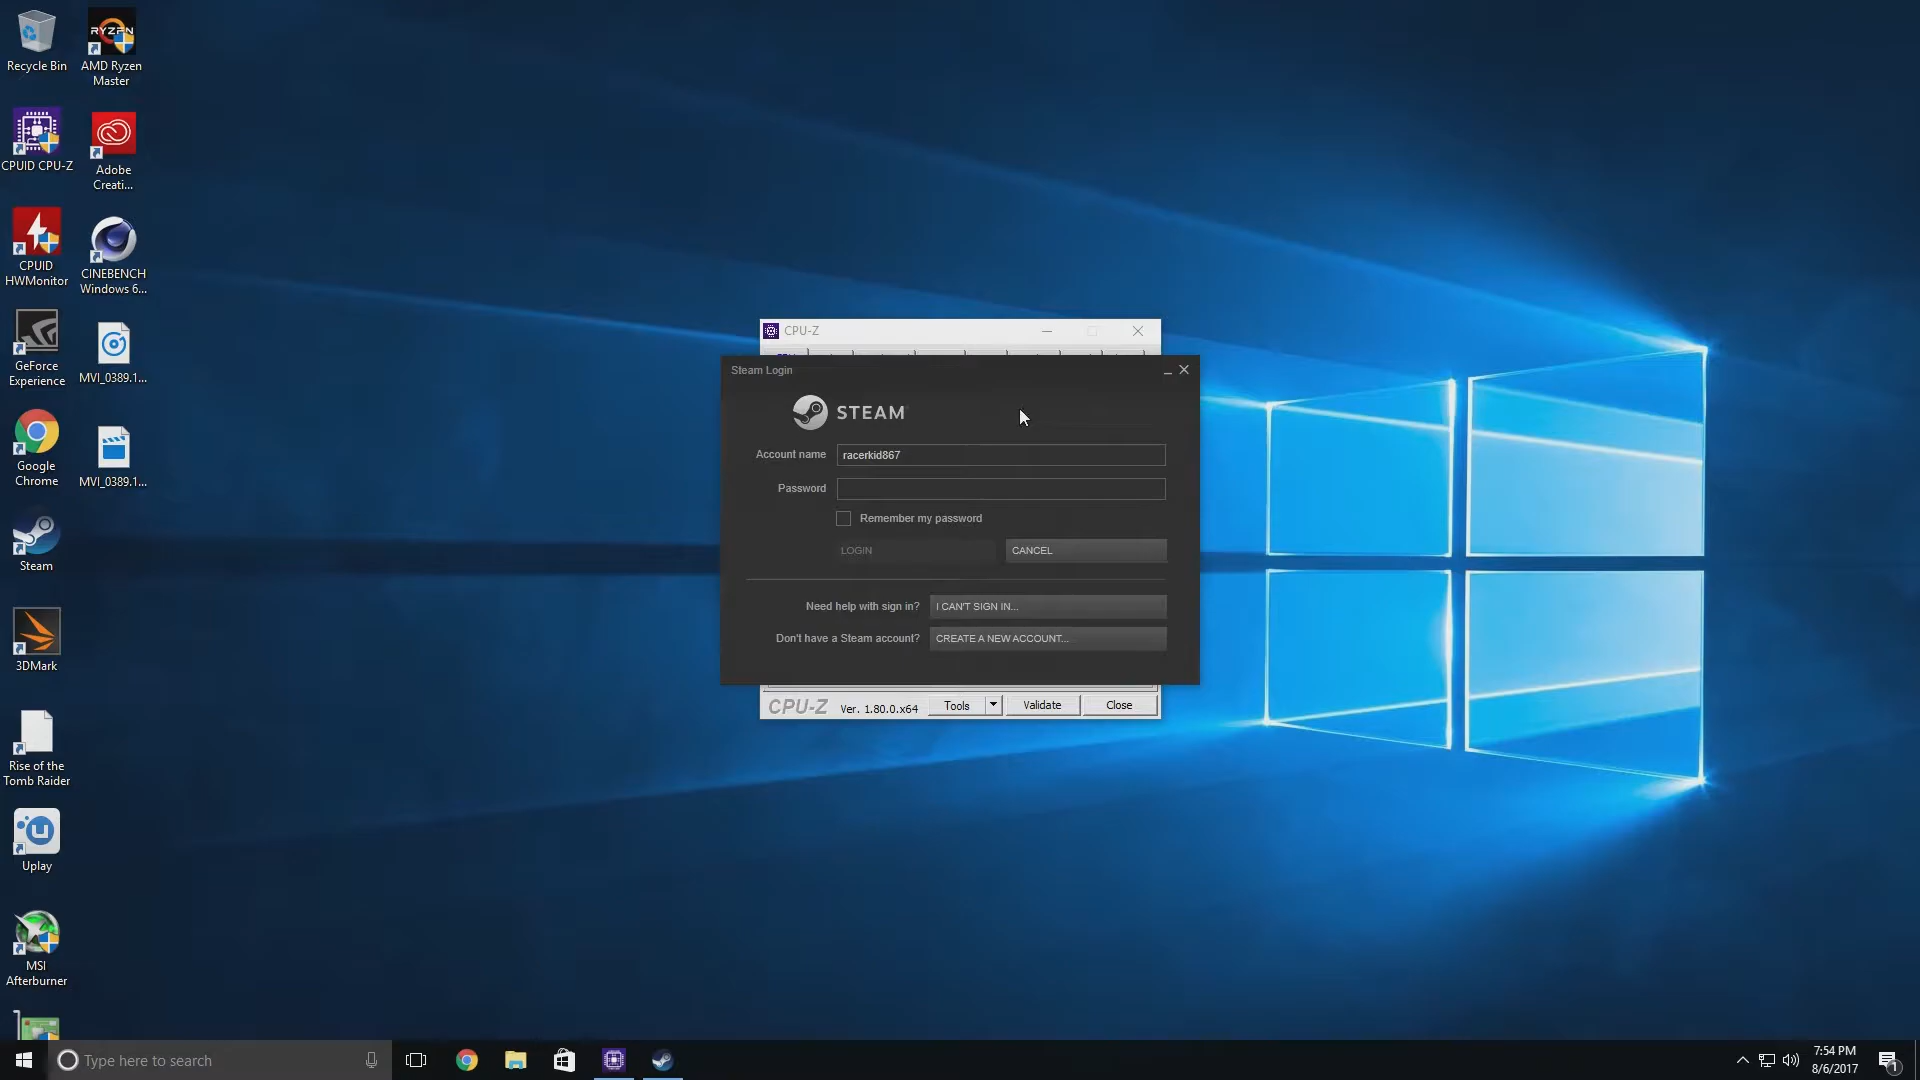 Recycle Bin
RYZEN
AMD Ryzen
Master
CPUID CPU-Z
Adobe
Creati...
CPUID
HWMonitor
CINEBENCH
Windows 6...
GeForce
Experience
MVI_0389.1...
Google
Chrome
MVI_0389.1...
Steam
3DMark
Rise of the
Tomb Raider
Uplay
MSI
Afterburner
CPU-Z
Steam Login
STEAM
Account name
racerkid867
Password
Remember my password
LOGIN
CANCEL
Need help with sign in?
I CAN'T SIGN IN...
Don't have a Steam account?
CREATE A NEW ACCOUNT...
CPU-Z
Ver. 1.80.0.x64
Tools
Validate
Close
Type here to search
7:54 PM
8/6/2017
1